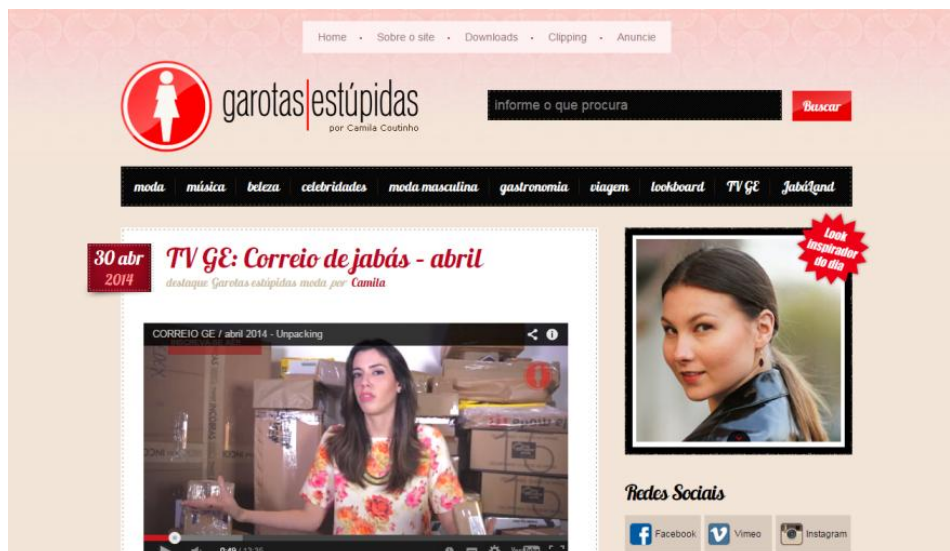 Home • Sobre o site • Downloads • Clipping • Anuncie
garotas|estúpidas
por Camila Coutinho
informe o que procura
Buscar
moda música beleza celebridades moda masculina gastronomia viagem lookboard TV GE JabáLand
30 abr
2014
TV GE: Correio de jabás – abril
destaque Garotas estúpidas moda por Camila
CORREIO GE / abril 2014 - Unpacking
Look
inspirador
do dia
Redes Sociais
Facebook Vimeo Instagram